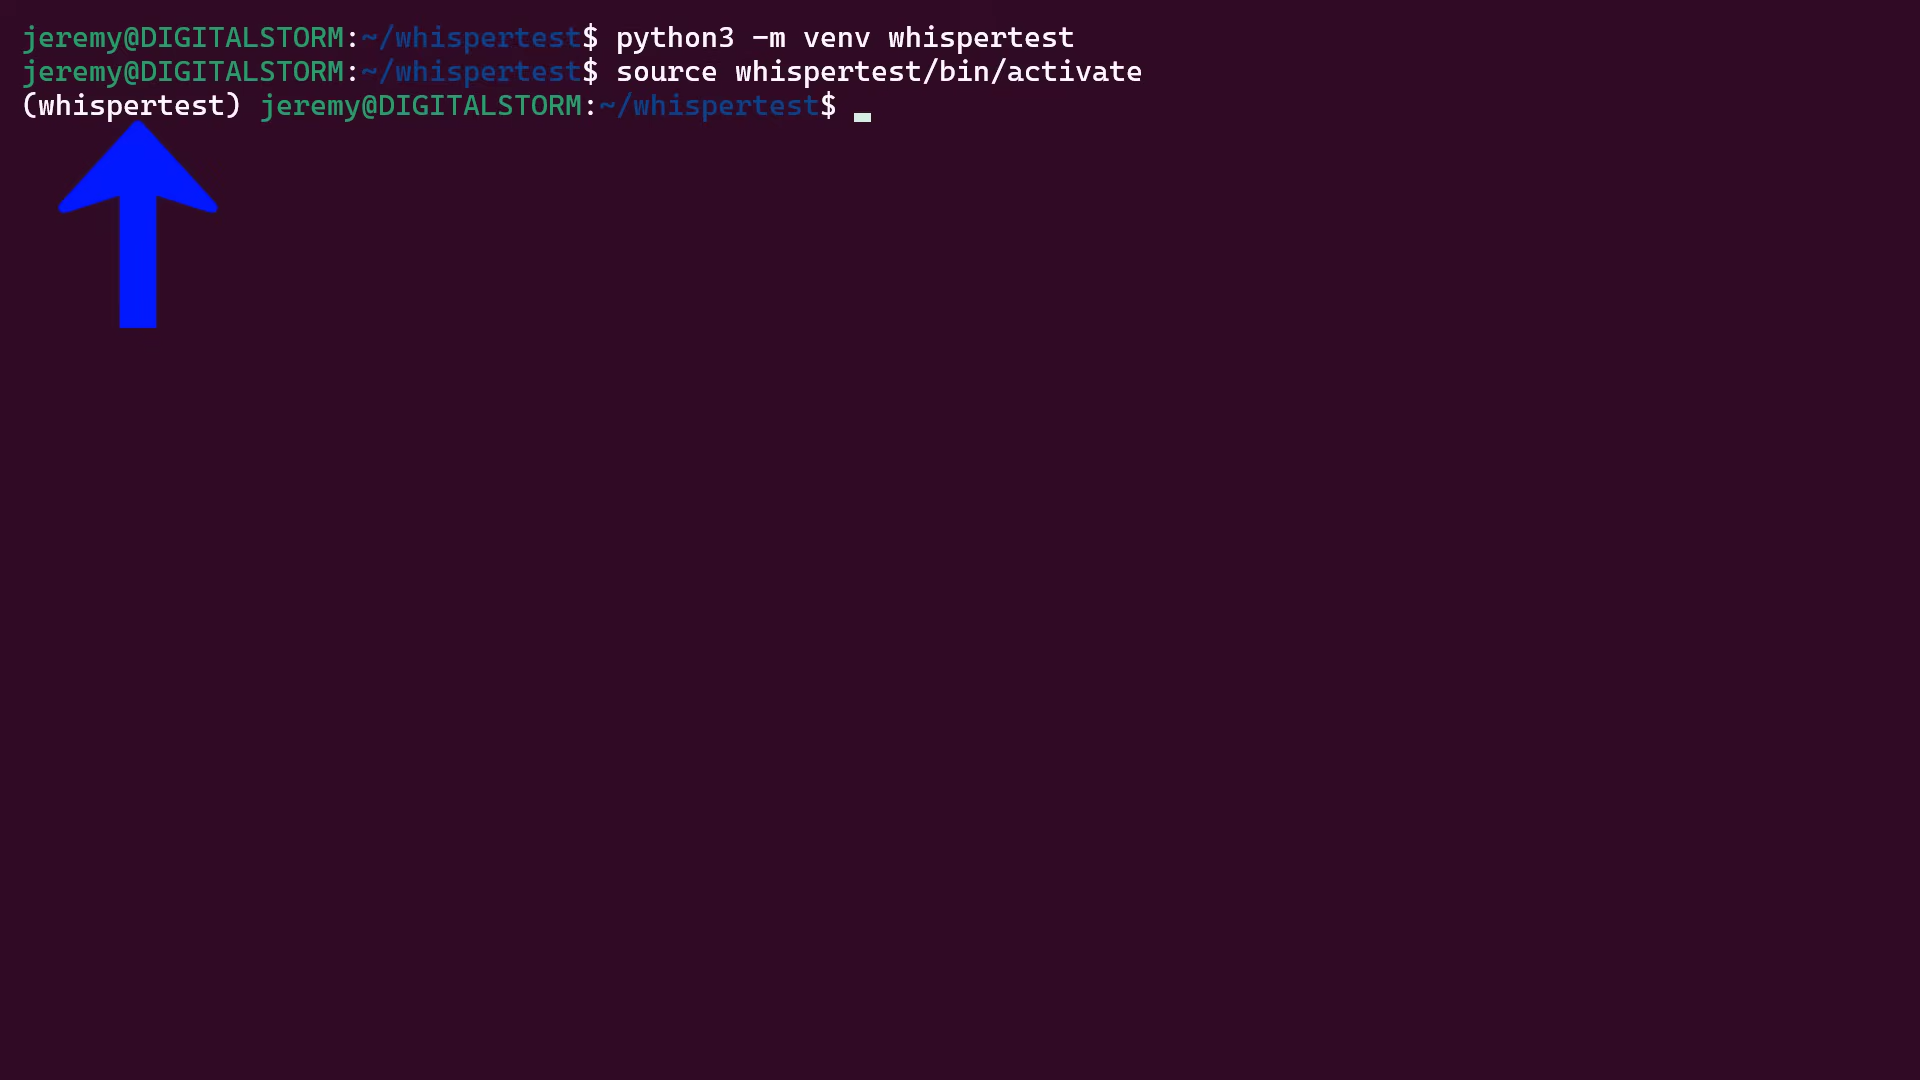 jeremy@DIGITALSTORM:~/whispertest$ python3 -m venv whispertest
jeremy@DIGITALSTORM:~/whispertest$ source whispertest/bin/activate
(whispertest) jeremy@DIGITALSTORM:~/whispertest$